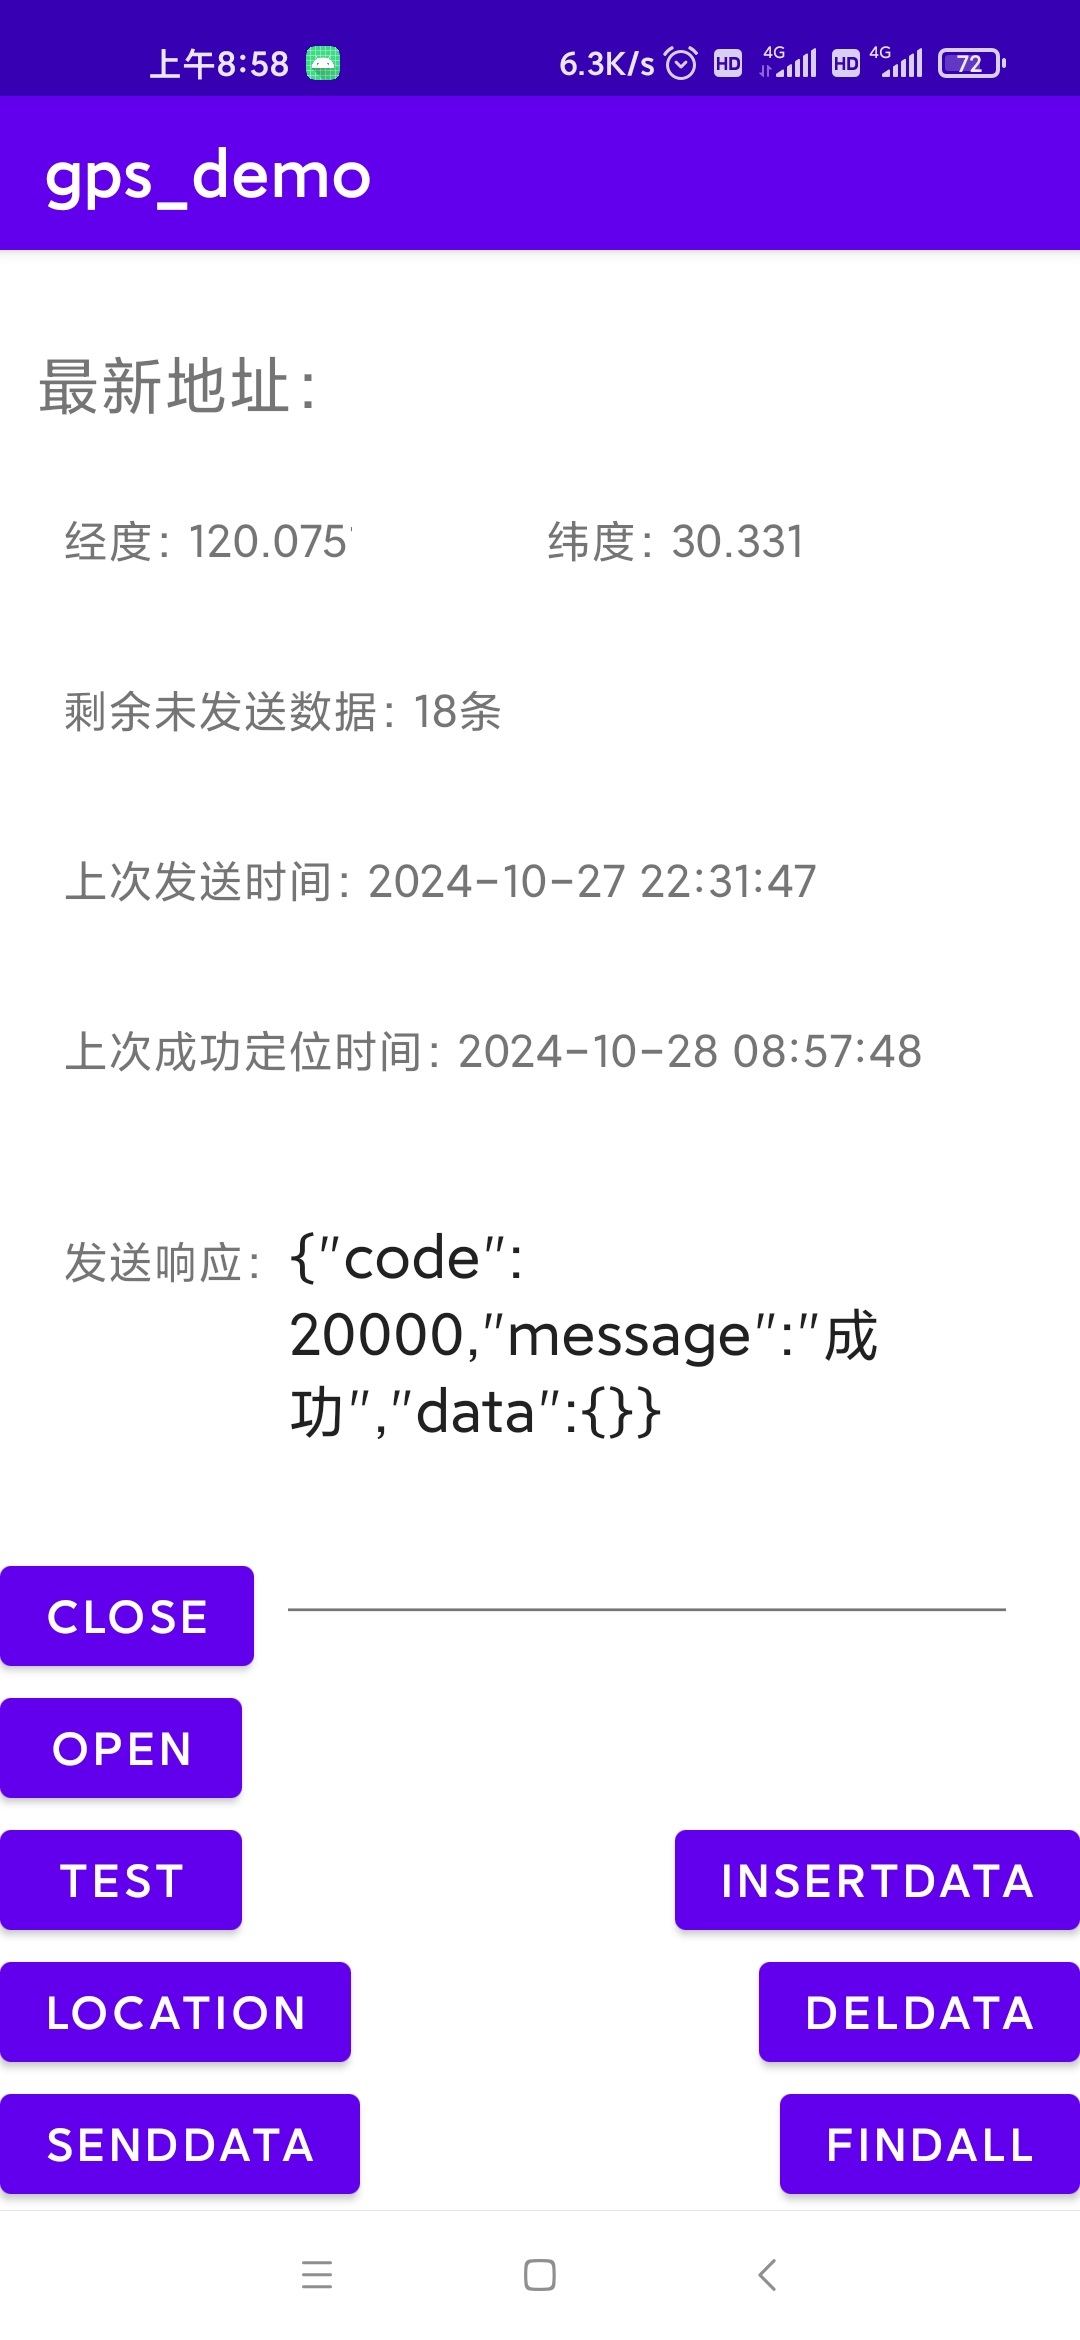 上午8:58 6.3K/s HD 4G HD 4G 72
gps_demo
最新地址:
经度: 120.075 纬度: 30.331
剩余未发送数据: 18条
上次发送时间: 2024-10-27 22:31:47
上次成功定位时间: 2024-10-28 08:57:48
发送响应: {"code":
20000,"message":"成
功","data":{}}
CLOSE
OPEN
TEST INSERTDATA
LOCATION DELDATA
SENDDATA FINDALL